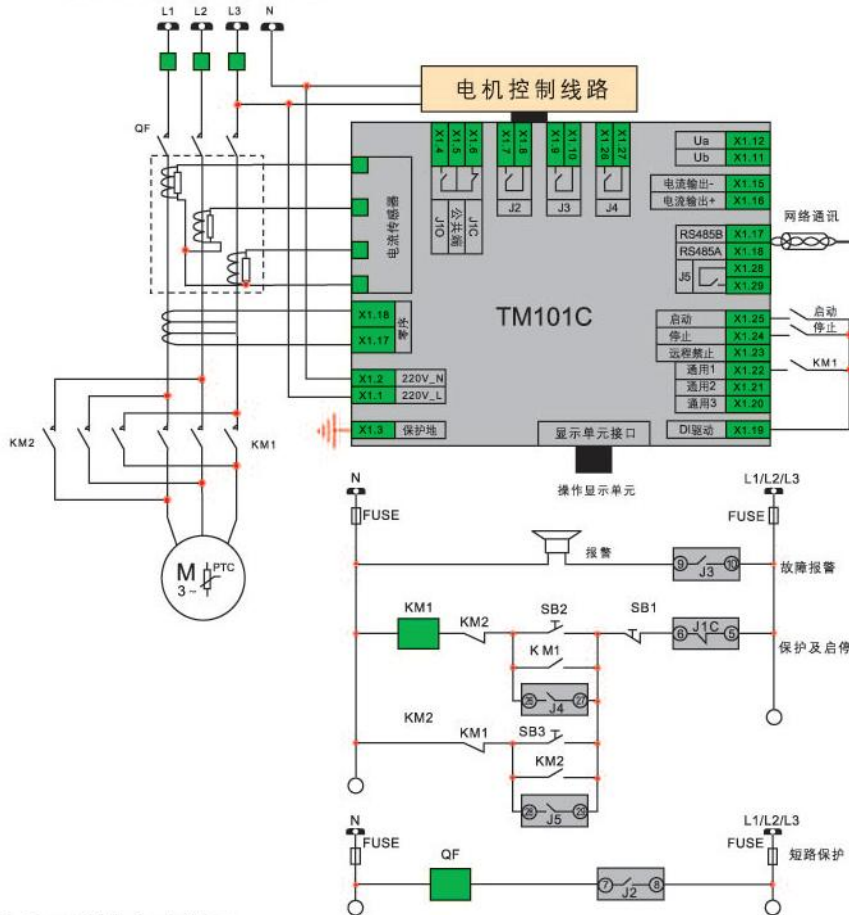 L1 L2 L3 N
电机控制线路
QF
X1.4 X1.5 X1.6 X1.7 X1.8 X1.9 X1.10 X1.26 X1.27
J1O 公共端 J1C J2 J3 J4
Ua X1.12
Ub X1.11
电流输出- X1.15
电流输出+ X1.16
网络通讯
RS485B X1.17
RS485A X1.18
J5 X1.28
X1.29
电流传感器
TM101C
X1.18 零序
X1.17
启动 X1.25 启动
停止 X1.24 停止
远程禁止 X1.23
通用1 X1.22 KM1
通用2 X1.21
通用3 X1.20
X1.2 220V_N
X1.1 220V_L
X1.3 保护地
显示单元接口
DI驱动 X1.19
KM2 KM1
操作显示单元
M
3~
PTC
N L1/L2/L3
FUSE FUSE
报警 9 10 J3 故障报警
KM1 KM2 SB2 SB1 6 5 J1C 保护及启停
KM1
26 27 J4
KM2 KM1 SB3
KM2
28 29 J5
N L1/L2/L3
FUSE FUSE 短路保护
QF 7 8 J2